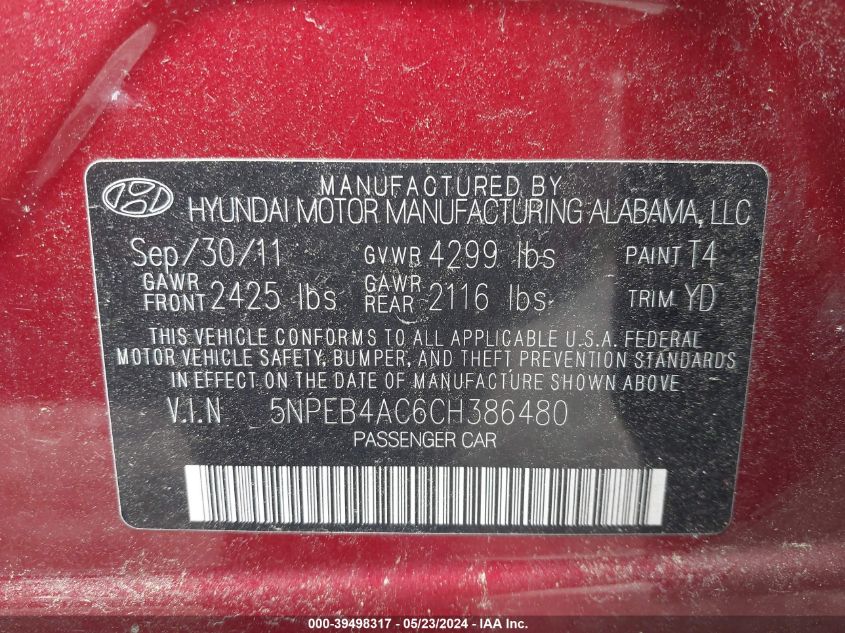 MANUFACTURED BY
HYUNDAI MOTOR MANUFACTURING ALABAMA, LLC
Sep/30/11 GVWR 4299 lbs PAINT T4
GAWR FRONT 2425 lbs GAWR REAR 2116 lbs TRIM YD
THIS VEHICLE CONFORMS TO ALL APPLICABLE U.S.A. FEDERAL
MOTOR VEHICLE SAFETY, BUMPER, AND THEFT PREVENTION STANDARDS
IN EFFECT ON THE DATE OF MANUFACTURE SHOWN ABOVE.
V.I.N 5NPEB4AC6CH386480
PASSENGER CAR
000-39498317 - 05/23/2024 - IAA Inc.